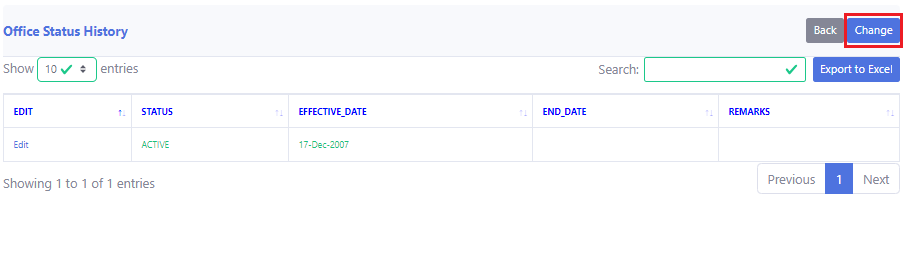 Office Status History Back Change
Show 10 entries Search: Export to Excel
EDIT STATUS EFFECTIVE_DATE END_DATE REMARKS
Edit ACTIVE 17-Dec-2007
Showing 1 to 1 of 1 entries Previous 1 Next